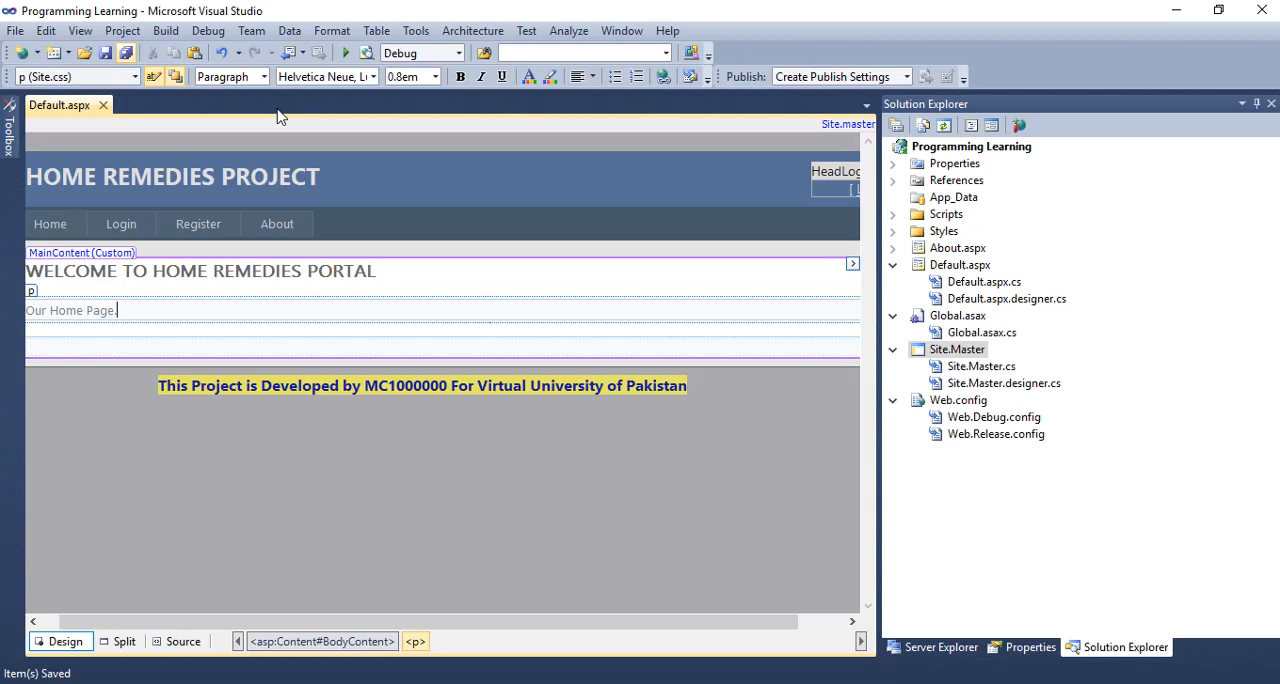 Programming Learning - Microsoft Visual Studio
File Edit View Project Build Debug Team Data Format Table Tools Architecture Test Analyze Window Help
Debug
p (Site.css) Paragraph Helvetica Neue, L 0.8em B I U A Publish: Create Publish Settings
Toolbox
Default.aspx
Site.master
HOME REMEDIES PROJECT
HeadLog
[
Home Login Register About
MainContent (Custom)
WELCOME TO HOME REMEDIES PORTAL
p
Our Home Page.
This Project is Developed by MC1000000 For Virtual University of Pakistan
Design Split Source <asp:Content#BodyContent> <p>
Item(s) Saved
Solution Explorer
Programming Learning
Properties
References
App_Data
Scripts
Styles
About.aspx
Default.aspx
Default.aspx.cs
Default.aspx.designer.cs
Global.asax
Global.asax.cs
Site.Master
Site.Master.cs
Site.Master.designer.cs
Web.config
Web.Debug.config
Web.Release.config
Server Explorer Properties Solution Explorer